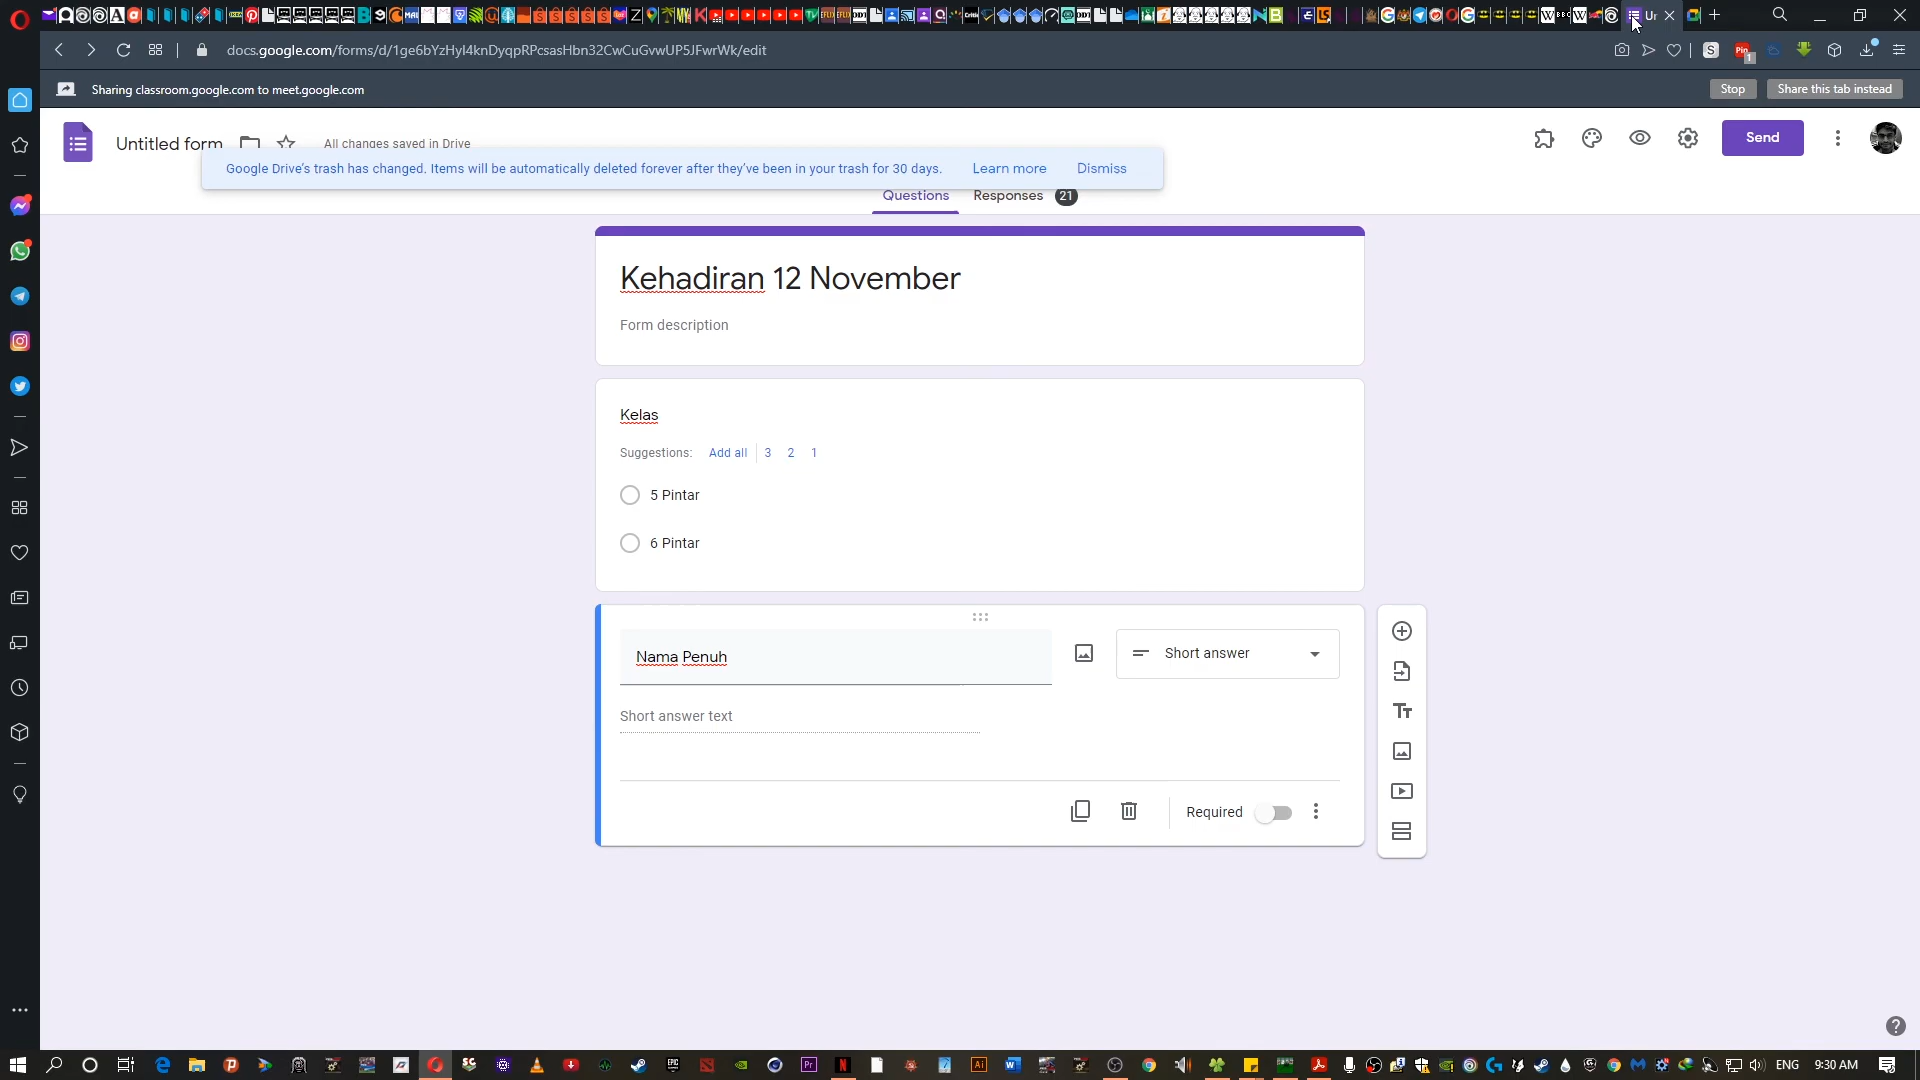 Ur
docs.google.com/forms/d/1ge6bYzHyI4knDyqpRPcsasHbn32CwCuGvwUP5JFwrWk/edit
Sharing classroom.google.com to meet.google.com
Stop
Share this tab instead
Untitled form
All changes saved in Drive
Send
Google Drive's trash has changed. Items will be automatically deleted forever after they've been in your trash for 30 days.
Learn more
Dismiss
Questions
Responses 21
Kehadiran 12 November
Form description
Kelas
Suggestions: Add all 3 2 1
5 Pintar
6 Pintar
Nama Penuh
Short answer
Short answer text
Required
ENG
9:30 AM